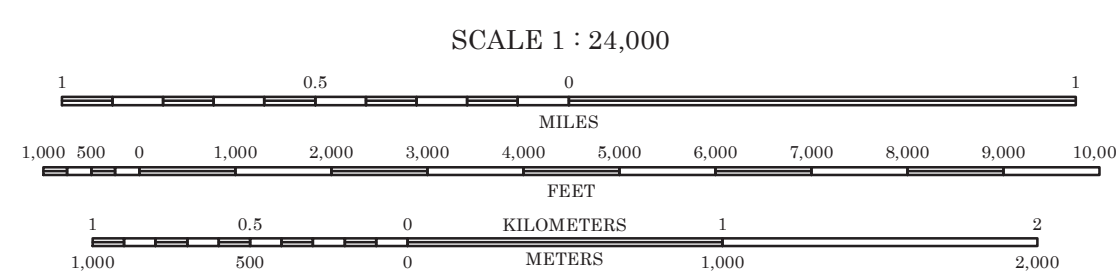 SCALE 1 : 24,000
1 0.5 0 1
MILES
1,000 500 0 1,000 2,000 3,000 4,000 5,000 6,000 7,000 8,000 9,000 10,00
FEET
1 0.5 0 KILOMETERS 1 2
1,000 500 0 METERS 1,000 2,000